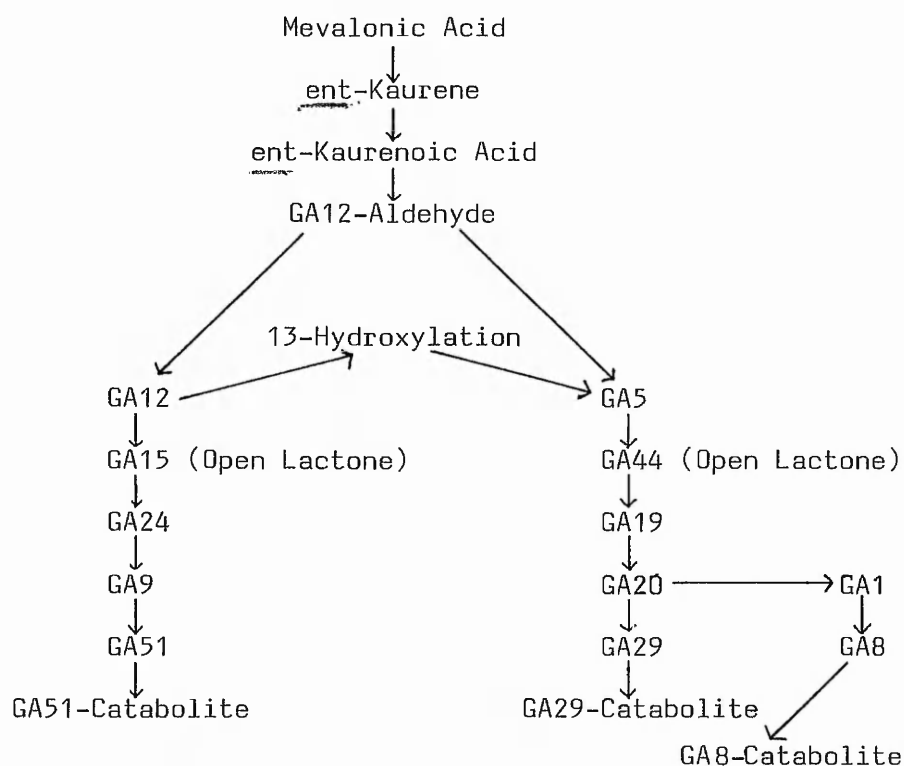 Mevalonic Acid
ent-Kaurene
ent-Kaurenoic Acid
GA12-Aldehyde
13-Hydroxylation
GA12 GA5
GA15 (Open Lactone) GA44 (Open Lactone)
GA24 GA19
GA9 GA20 GA1
GA51 GA29 GA8
GA51-Catabolite GA29-Catabolite
GA8-Catabolite